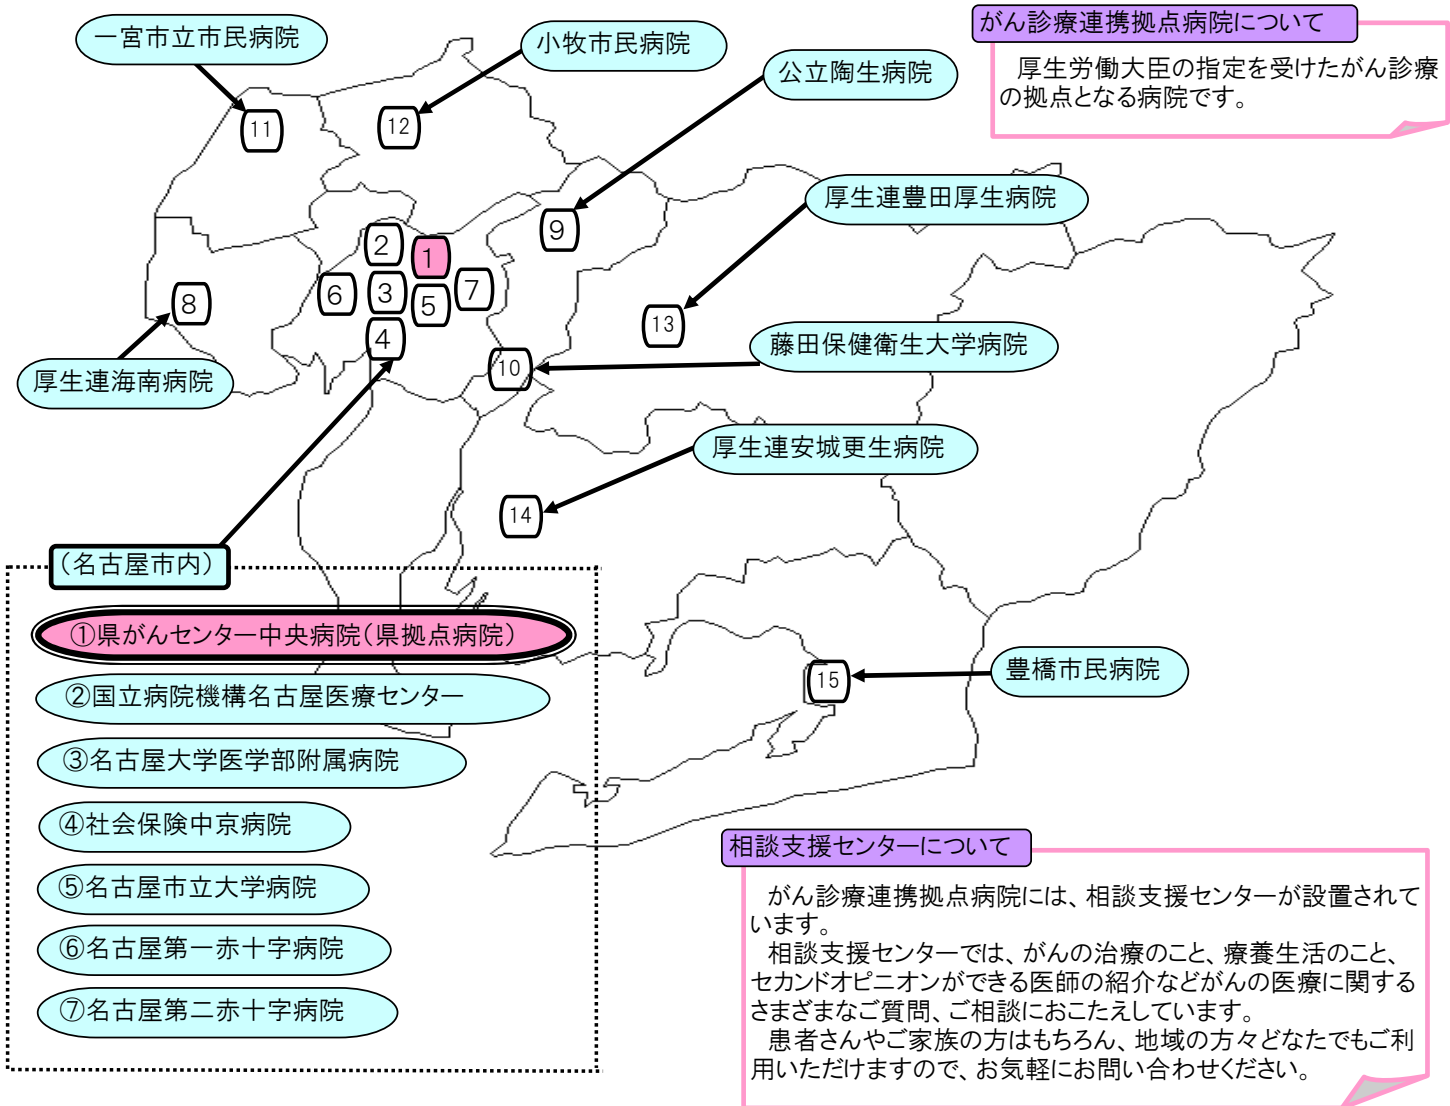 一宮市立市民病院
小牧市民病院
公立陶生病院
がん診療連携拠点病院について
厚生労働大臣の指定を受けたがん診療
の拠点となる病院です。
11
12
厚生連豊田厚生病院
9
2
1
6
3
5
7
8
4
13
10
藤田保健衛生大学病院
厚生連海南病院
厚生連安城更生病院
14
(名古屋市内)
①県がんセンター中央病院(県拠点病院)
②国立病院機構名古屋医療センター
③名古屋大学医学部附属病院
④社会保険中京病院
⑤名古屋市立大学病院
⑥名古屋第一赤十字病院
⑦名古屋第二赤十字病院
15
豊橋市民病院
相談支援センターについて
がん診療連携拠点病院には、相談支援センターが設置されて
います。
相談支援センターでは、がんの治療のこと、療養生活のこと、
セカンドオピニオンができる医師の紹介などがんの医療に関する
さまざまなご質問、ご相談におこたえしています。
患者さんやご家族の方はもちろん、地域の方々どなたでもご利
用いただけますので、お気軽にお問い合わせください。